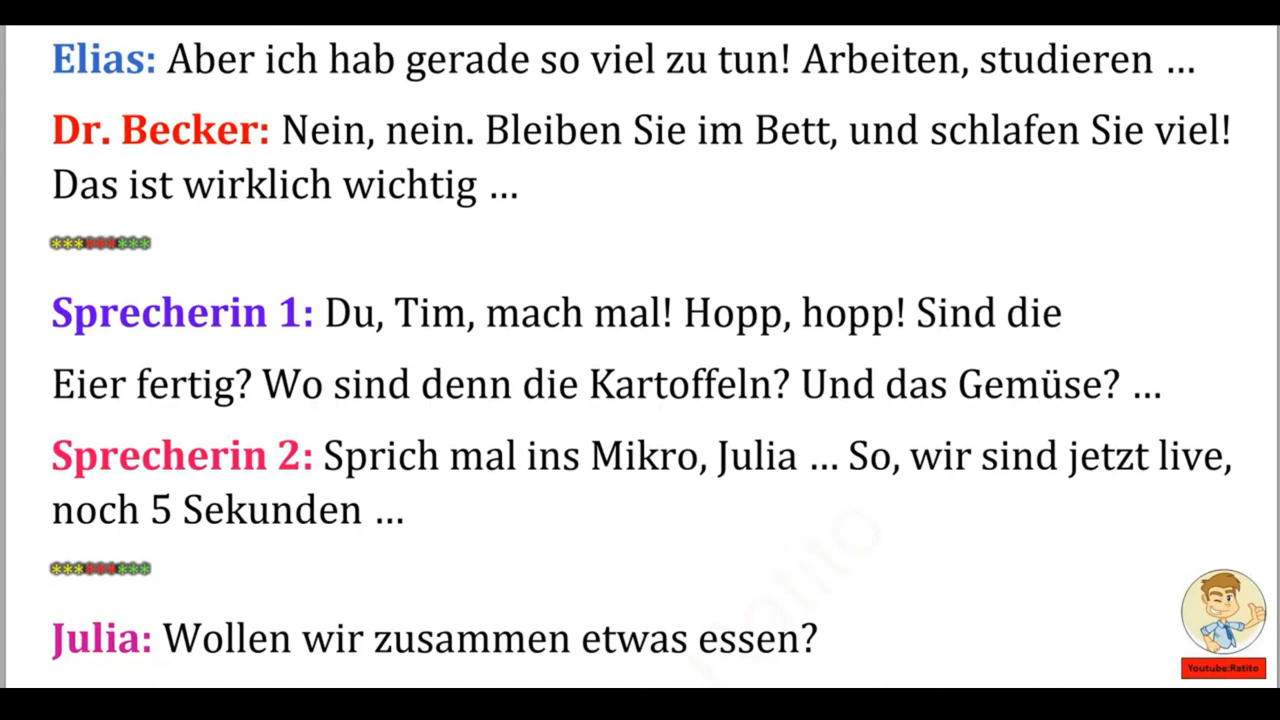 Elias: Aber ich hab gerade so viel zu tun! Arbeiten, studieren ...
Dr. Becker: Nein, nein. Bleiben Sie im Bett, und schlafen Sie viel!
Das ist wirklich wichtig ...
*********
Sprecherin 1: Du, Tim, mach mal! Hopp, hopp! Sind die
Eier fertig? Wo sind denn die Kartoffeln? Und das Gemüse? ...
Sprecherin 2: Sprich mal ins Mikro, Julia ... So, wir sind jetzt live,
noch 5 Sekunden ...
*********
Ratito
Julia: Wollen wir zusammen etwas essen?
Youtube:Ratito